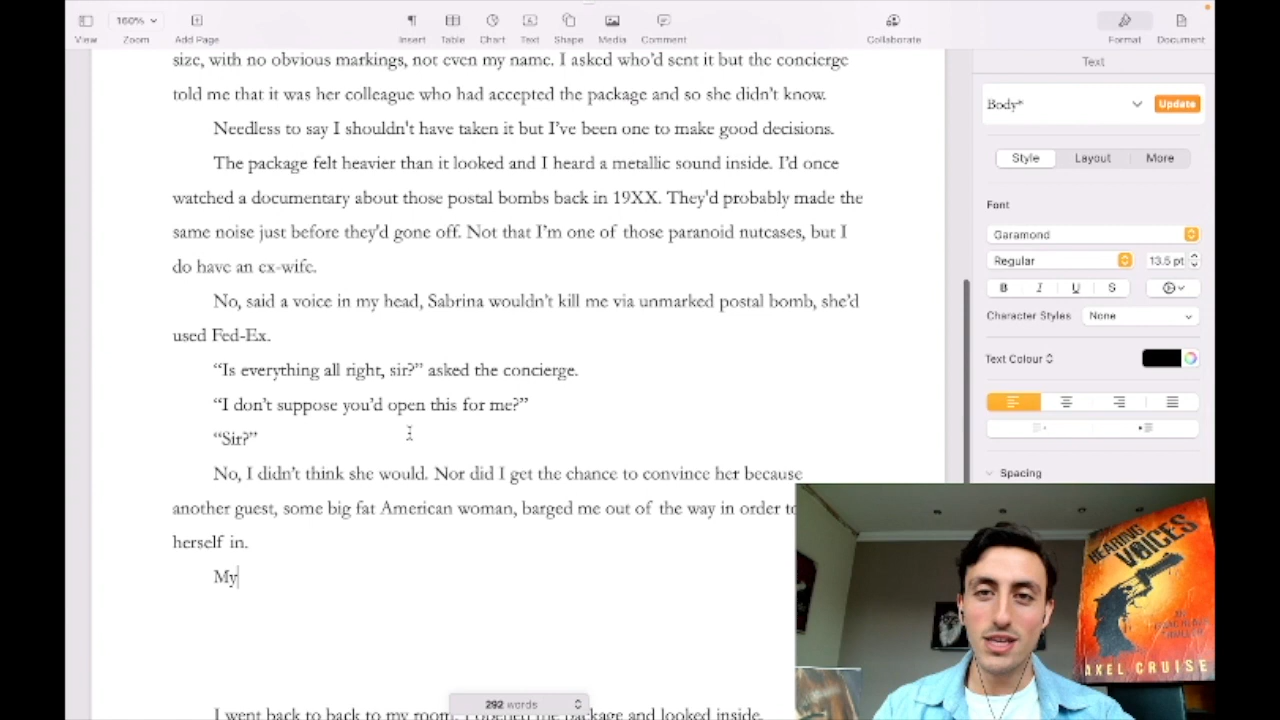 160%
View
Zoom
Add Page
Insert
Table
Chart
Text
Shape
Media
Comment
Collaborate
Format
Document
size, with no obvious markings, not even my name. I asked who'd sent it but the concierge
told me that it was her colleague who had accepted the package and so she didn't know.
Needless to say I shouldn't have taken it but I've been one to make good decisions.
The package felt heavier than it looked and I heard a metallic sound inside. I'd once
watched a documentary about those postal bombs back in 19XX. They'd probably made the
same noise just before they'd gone off. Not that I'm one of those paranoid nutcases, but I
do have an ex-wife.
No, said a voice in my head, Sabrina wouldn't kill me via unmarked postal bomb, she'd
used Fed-Ex.
“Is everything all right, sir?” asked the concierge.
“I don't suppose you'd open this for me?”
“Sir?”
No, I didn't think she would. Nor did I get the chance to convince her because
another guest, some big fat American woman, barged me out of the way in order to
herself in.
My
I went back to back to my room. I opened the package and looked inside.
292 words
Text
Body*
Update
Style
Layout
More
Font
Garamond
Regular
13.5 pt
B I U S
Character Styles
None
Text Colour
Spacing
HEARING
VOICES
AXEL CRUISE